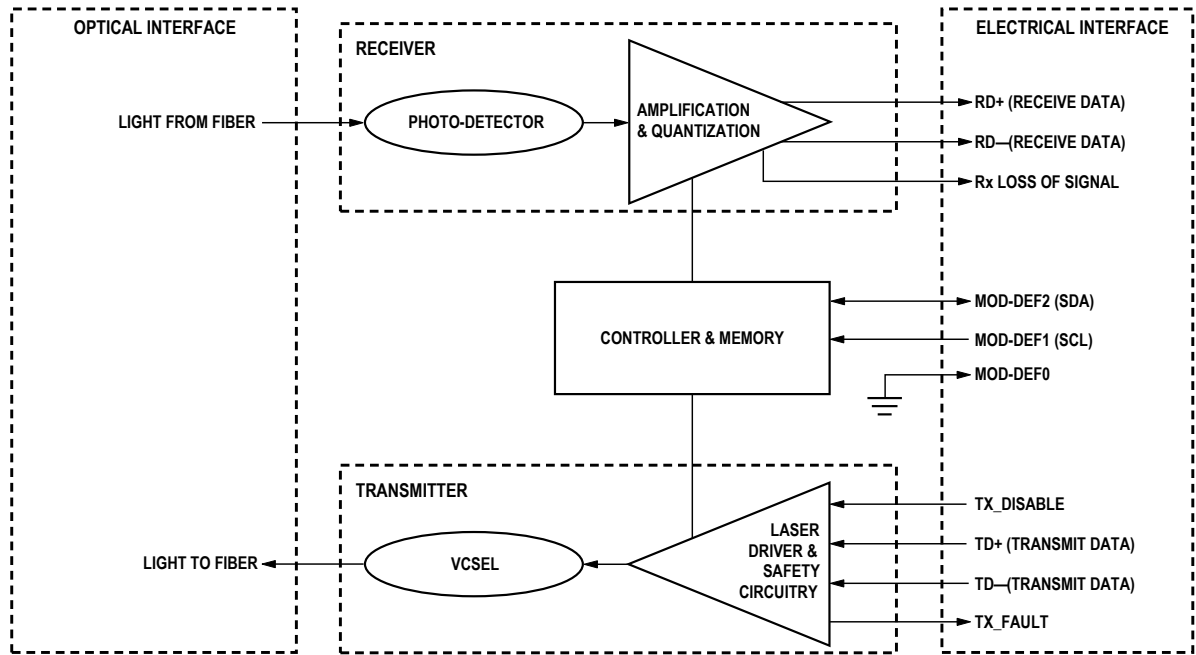 OPTICAL INTERFACE
LIGHT FROM FIBER
LIGHT TO FIBER
RECEIVER
PHOTO-DETECTOR
AMPLIFICATION
& QUANTIZATION
CONTROLLER & MEMORY
TRANSMITTER
VCSEL
LASER
DRIVER &
SAFETY
CIRCUITRY
ELECTRICAL INTERFACE
RD+ (RECEIVE DATA)
RD—(RECEIVE DATA)
Rx LOSS OF SIGNAL
MOD-DEF2 (SDA)
MOD-DEF1 (SCL)
MOD-DEF0
TX_DISABLE
TD+ (TRANSMIT DATA)
TD—(TRANSMIT DATA)
TX_FAULT